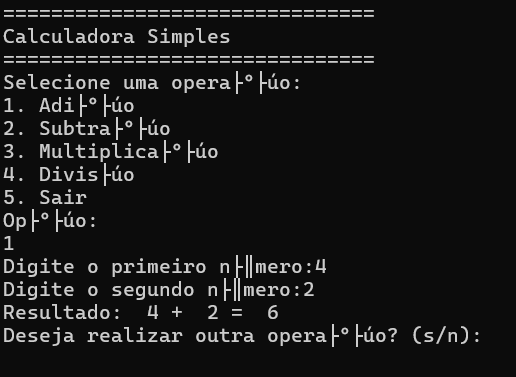 ===============================
Calculadora Simples
===============================
Selecione uma opera├º├úo:
1. Adi├º├úo
2. Subtra├º├úo
3. Multiplica├º├úo
4. Divis├úo
5. Sair
Op├º├úo:
1
Digite o primeiro n├║mero:4
Digite o segundo n├║mero:2
Resultado:  4 +  2 =  6
Deseja realizar outra opera├º├úo? (s/n):